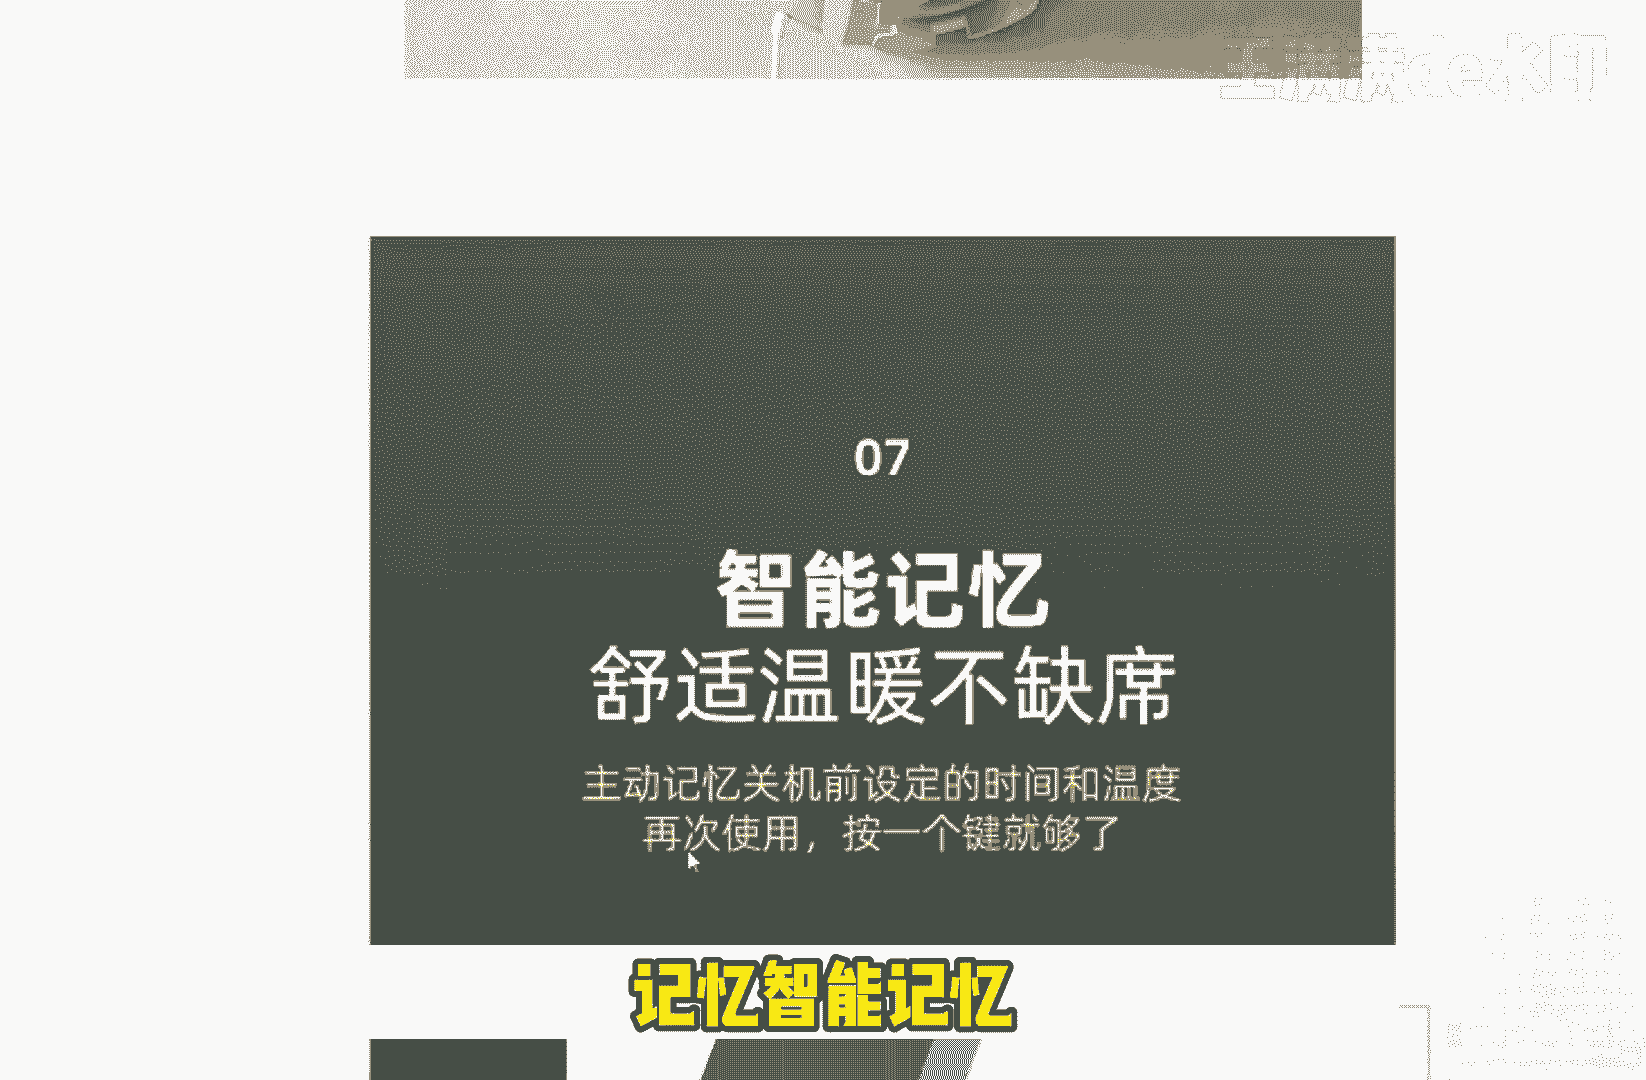 07
智能记忆
舒适温暖不缺席
主动记忆关机前设定的时间和温度
再次使用，按一个键就够了
记忆智能记忆